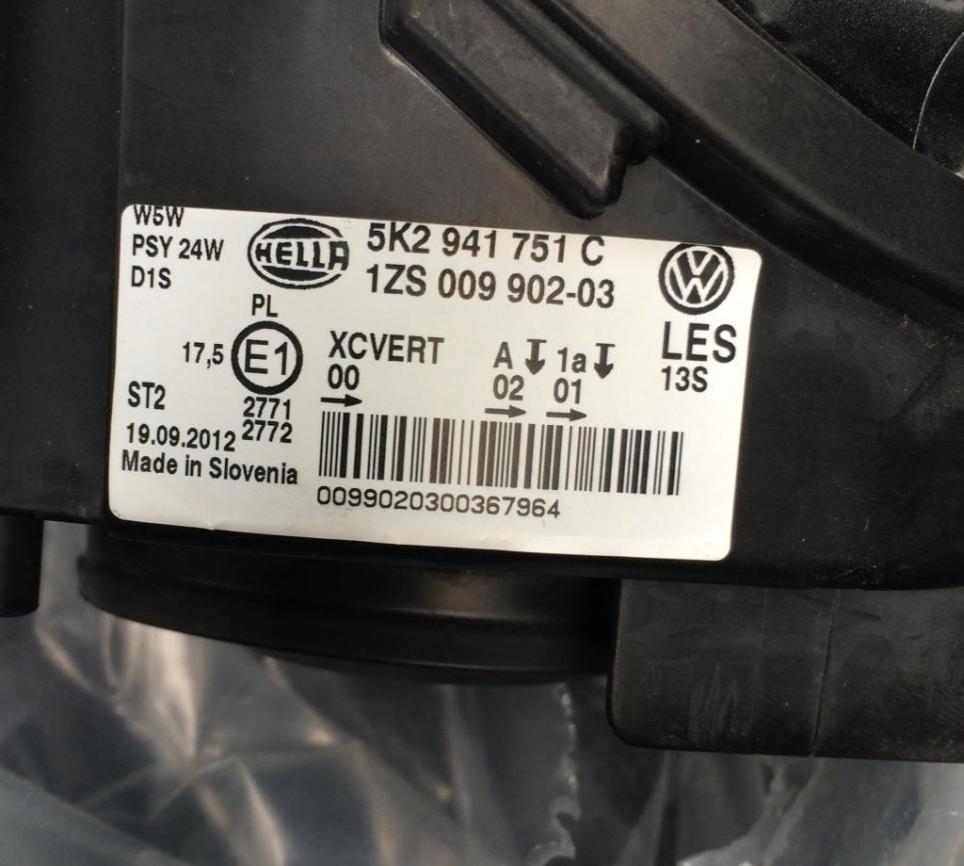 W5W
PSY 24W
D1S
HELLA
5K2 941 751 C
1ZS 009 902-03
VW
LES
13S
PL
17,5 E1
2771
2772
XCVERT
00
A 1a
02 01
ST2
19.09.2012
Made in Slovenia
0099020300367964